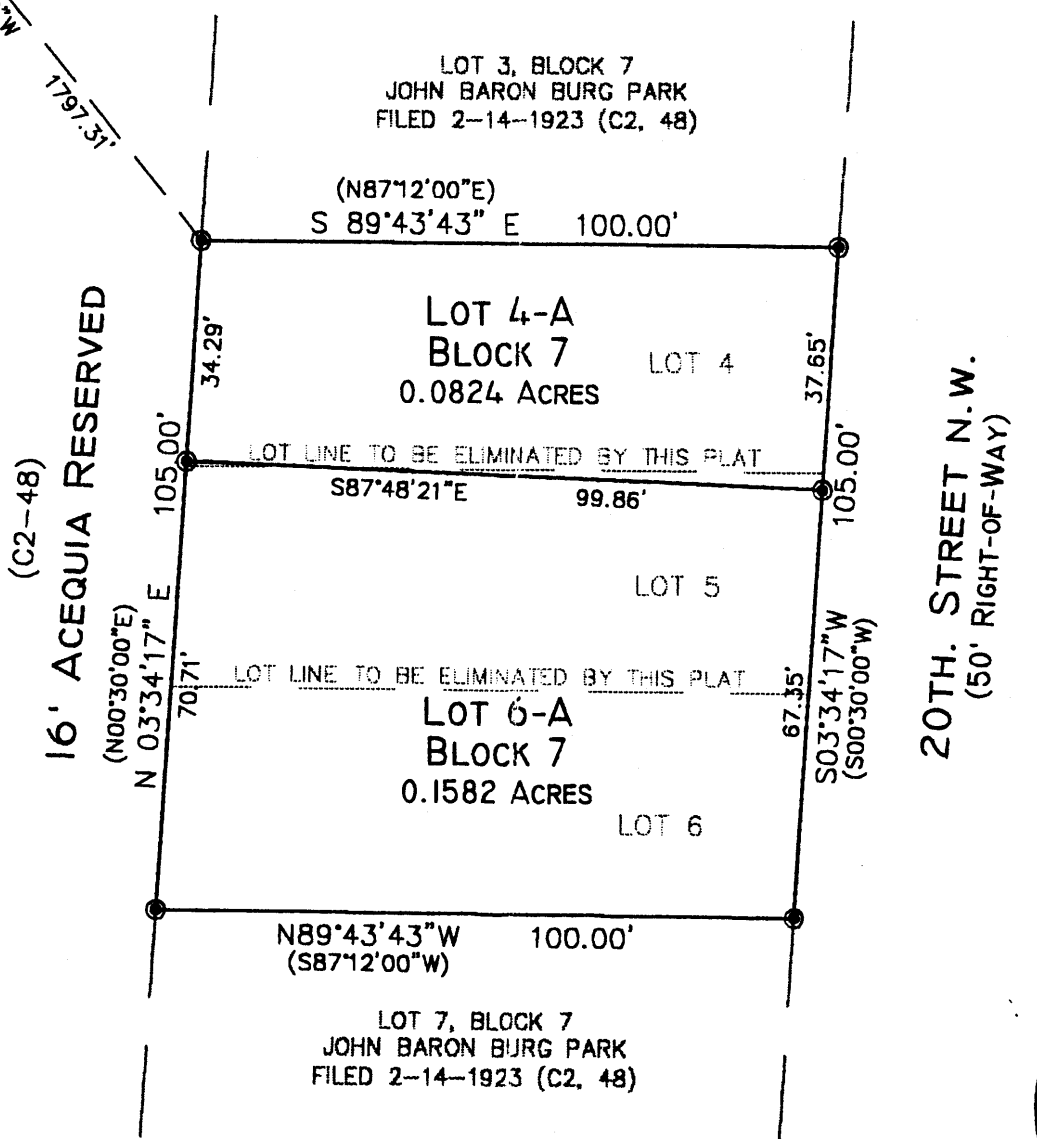 W"
1797.31'
LOT 3, BLOCK 7
JOHN BARON BURG PARK
FILED 2-14-1923 (C2, 48)
(N87°12'00"E)
S 89°43'43" E 100.00'
LOT 4-A
BLOCK 7
0.0824 ACRES
LOT 4
34.29'
37.65'
105.00'
LOT LINE TO BE ELIMINATED BY THIS PLAT
S87°48'21"E 99.86'
105.00'
16' ACEQUIA RESERVED
(C2-48)
20TH. STREET N.W.
(50' RIGHT-OF-WAY)
LOT 5
(N00°30'00"E)
N 03°34'17" E
70.71'
LOT LINE TO BE ELIMINATED BY THIS PLAT
67.35'
S03°34'17"W
(S00°30'00"W)
LOT 6-A
BLOCK 7
0.1582 ACRES
LOT 6
N89°43'43"W 100.00'
(S87°12'00"W)
LOT 7, BLOCK 7
JOHN BARON BURG PARK
FILED 2-14-1923 (C2, 48)